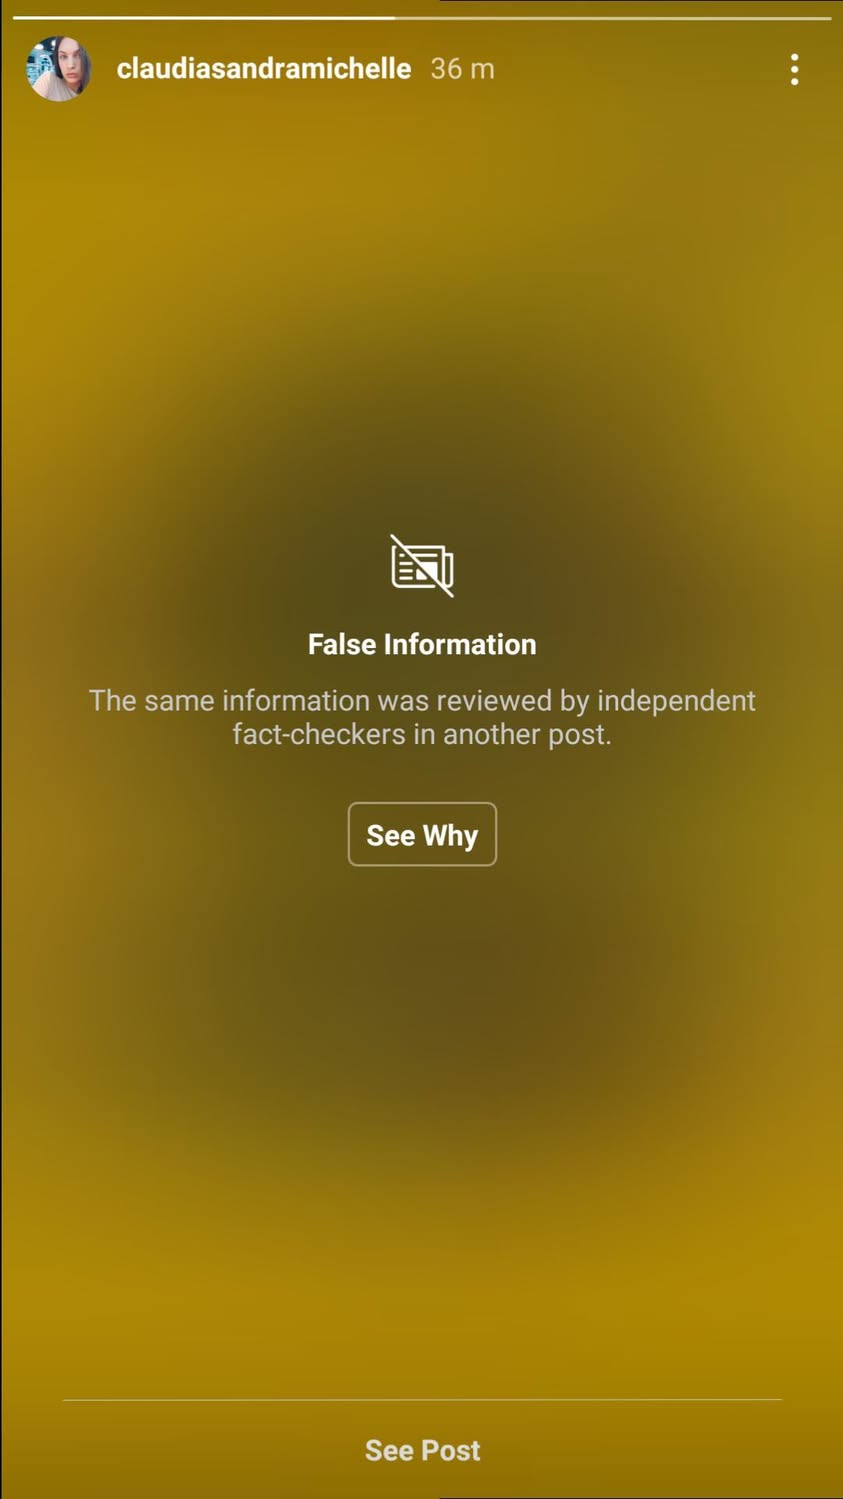 claudiasandramichelle 36 m
False Information
The same information was reviewed by independent
fact-checkers in another post.
See Why
See Post